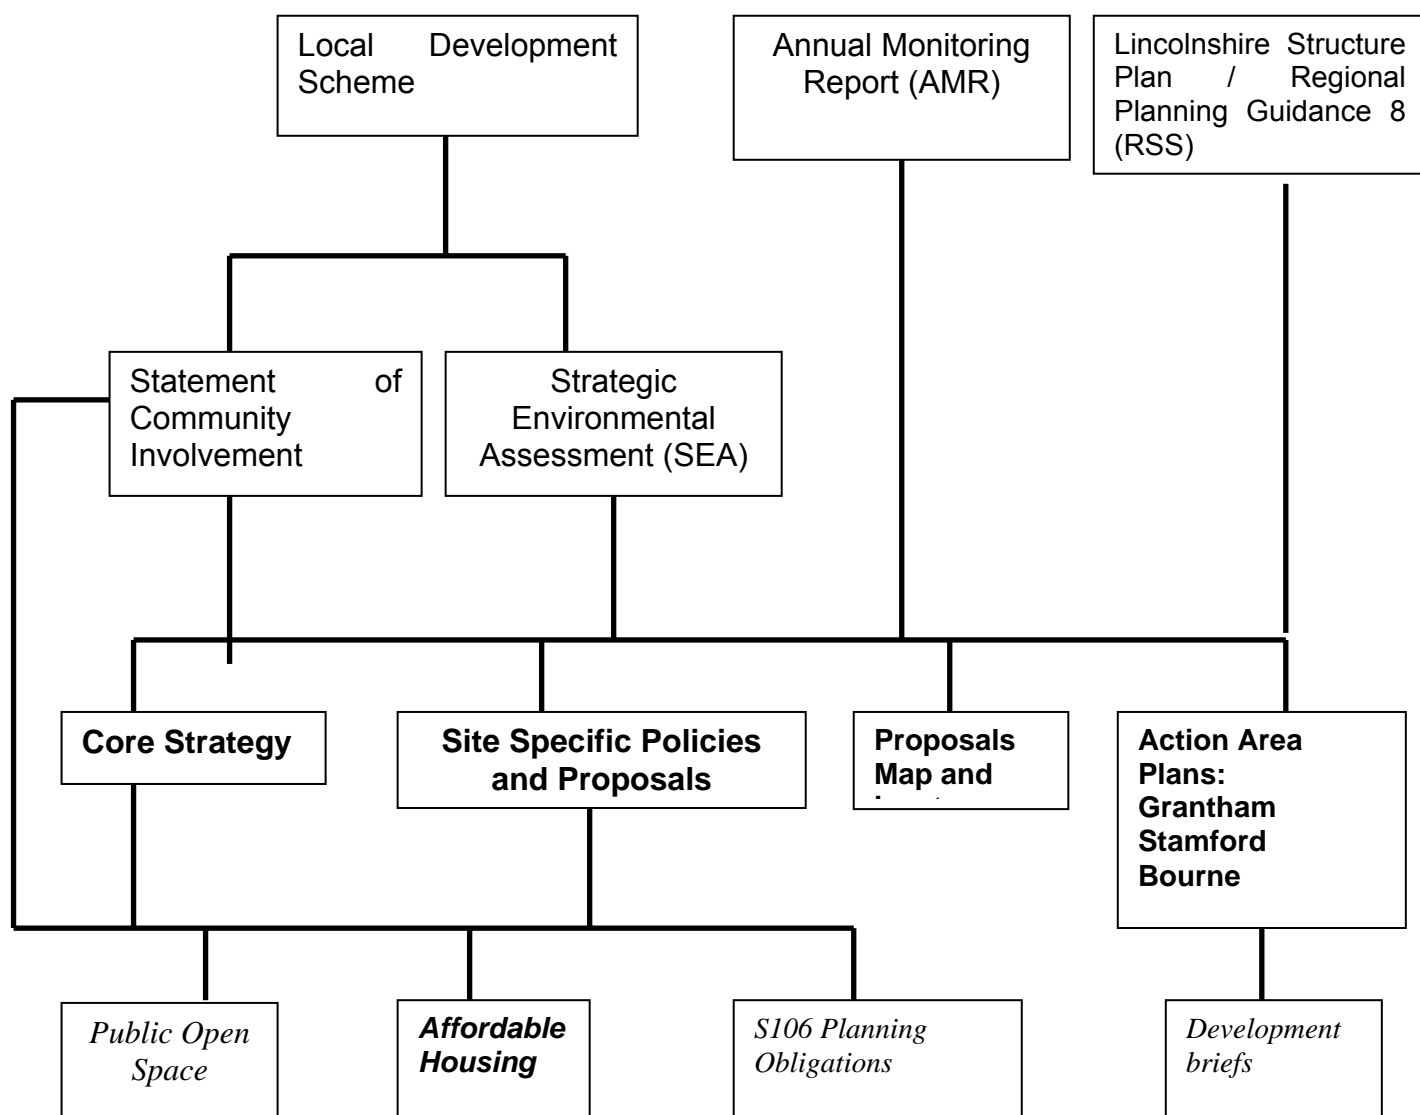 Local Development
Scheme
Annual Monitoring
Report (AMR)
Lincolnshire Structure
Plan / Regional
Planning Guidance 8
(RSS)
Statement of
Community
Involvement
Strategic
Environmental
Assessment (SEA)
Core Strategy
Site Specific Policies
and Proposals
Proposals
Map and
Action Area
Plans:
Grantham
Stamford
Bourne
Public Open
Space
Affordable
Housing
S106 Planning
Obligations
Development
briefs